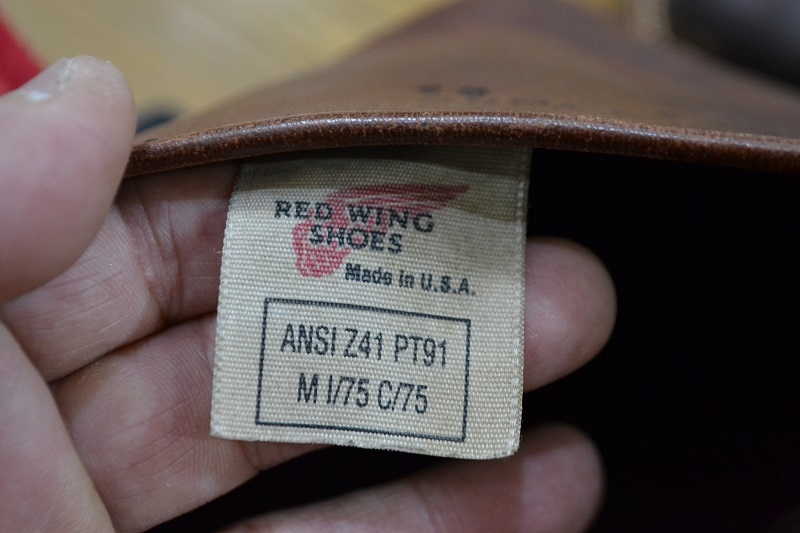 RED WING
SHOES
Made in U.S.A.
ANSI Z41 PT91
M I/75 C/75